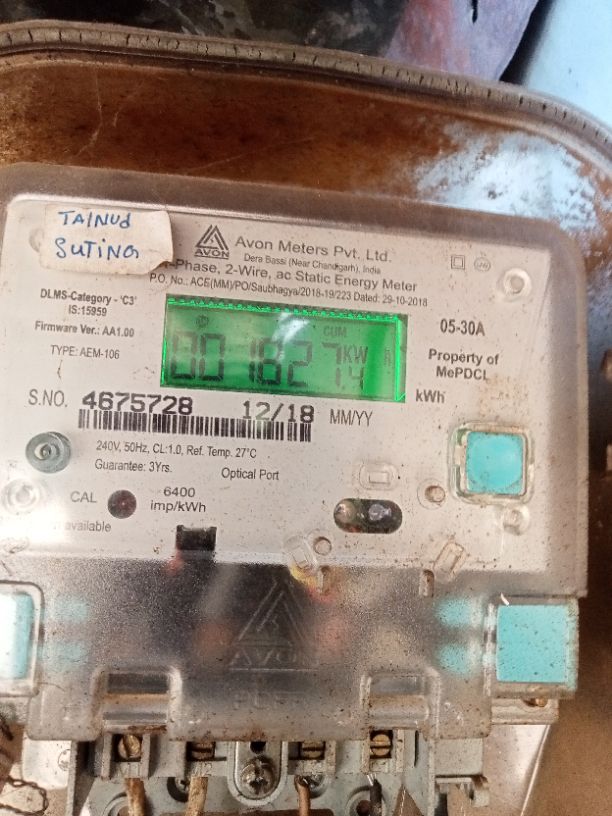 TAINUd
SUTING
AVON
Avon Meters Pvt. Ltd.
Dera Bassi (Near Chandigarh), India
-Phase, 2-Wire, ac Static Energy Meter
P.O. No.: ACE(MM)/PO/Saubhagya/2018-19/223 Dated: 29-10-2018
DLMS-Category - 'C3'
IS:15959
Firmware Ver.: AA1.00
TYPE: AEM-106
CUM
001827.4 KW
kWh
05-30A
Property of
MePDCL
S.NO. 4675728 12/18 MM/YY
240V, 50Hz, CL:1.0, Ref. Temp. 27°C
Guarantee: 3Yrs.
Optical Port
CAL
6400
imp/kWh
available
AVON